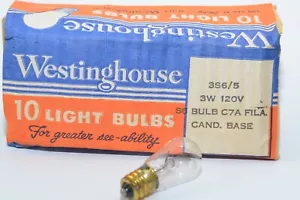 10 LIGHT BULBS
Westinghouse
Westinghouse
3S6/5
3W 120V
S6 BULB C7A FILA.
CAND. BASE
10 LIGHT BULBS
For greater see-ability